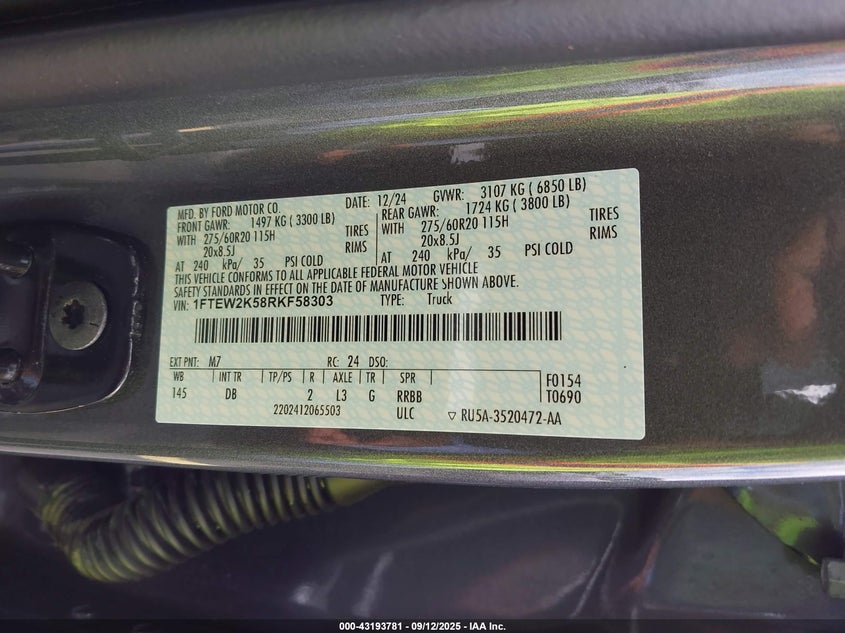 MFD. BY FORD MOTOR CO.
DATE: 12/24 GVWR: 3107 KG ( 6850 LB)
FRONT GAWR: 1497 KG ( 3300 LB)
WITH 275/60R20 115H TIRES
20x8.5J RIMS
AT 240 kPa/ 35 PSI COLD
REAR GAWR: 1724 KG ( 3800 LB)
WITH 275/60R20 115H TIRES
20x8.5J RIMS
AT 240 kPa/ 35 PSI COLD
THIS VEHICLE CONFORMS TO ALL APPLICABLE FEDERAL MOTOR VEHICLE
SAFETY STANDARDS IN EFFECT ON THE DATE OF MANUFACTURE SHOWN ABOVE.
VIN: 1FTEW2K58RKF58303 TYPE: Truck
EXT PNT: M7 RC: 24 DSO:
WB INT TR TP/PS R AXLE TR SPR
145 DB 2 L3 G RRBB
F0154
T0690
2202412065503 ULC ▽ RU5A-3520472-AA
000-43193781 - 09/12/2025 - IAA Inc.